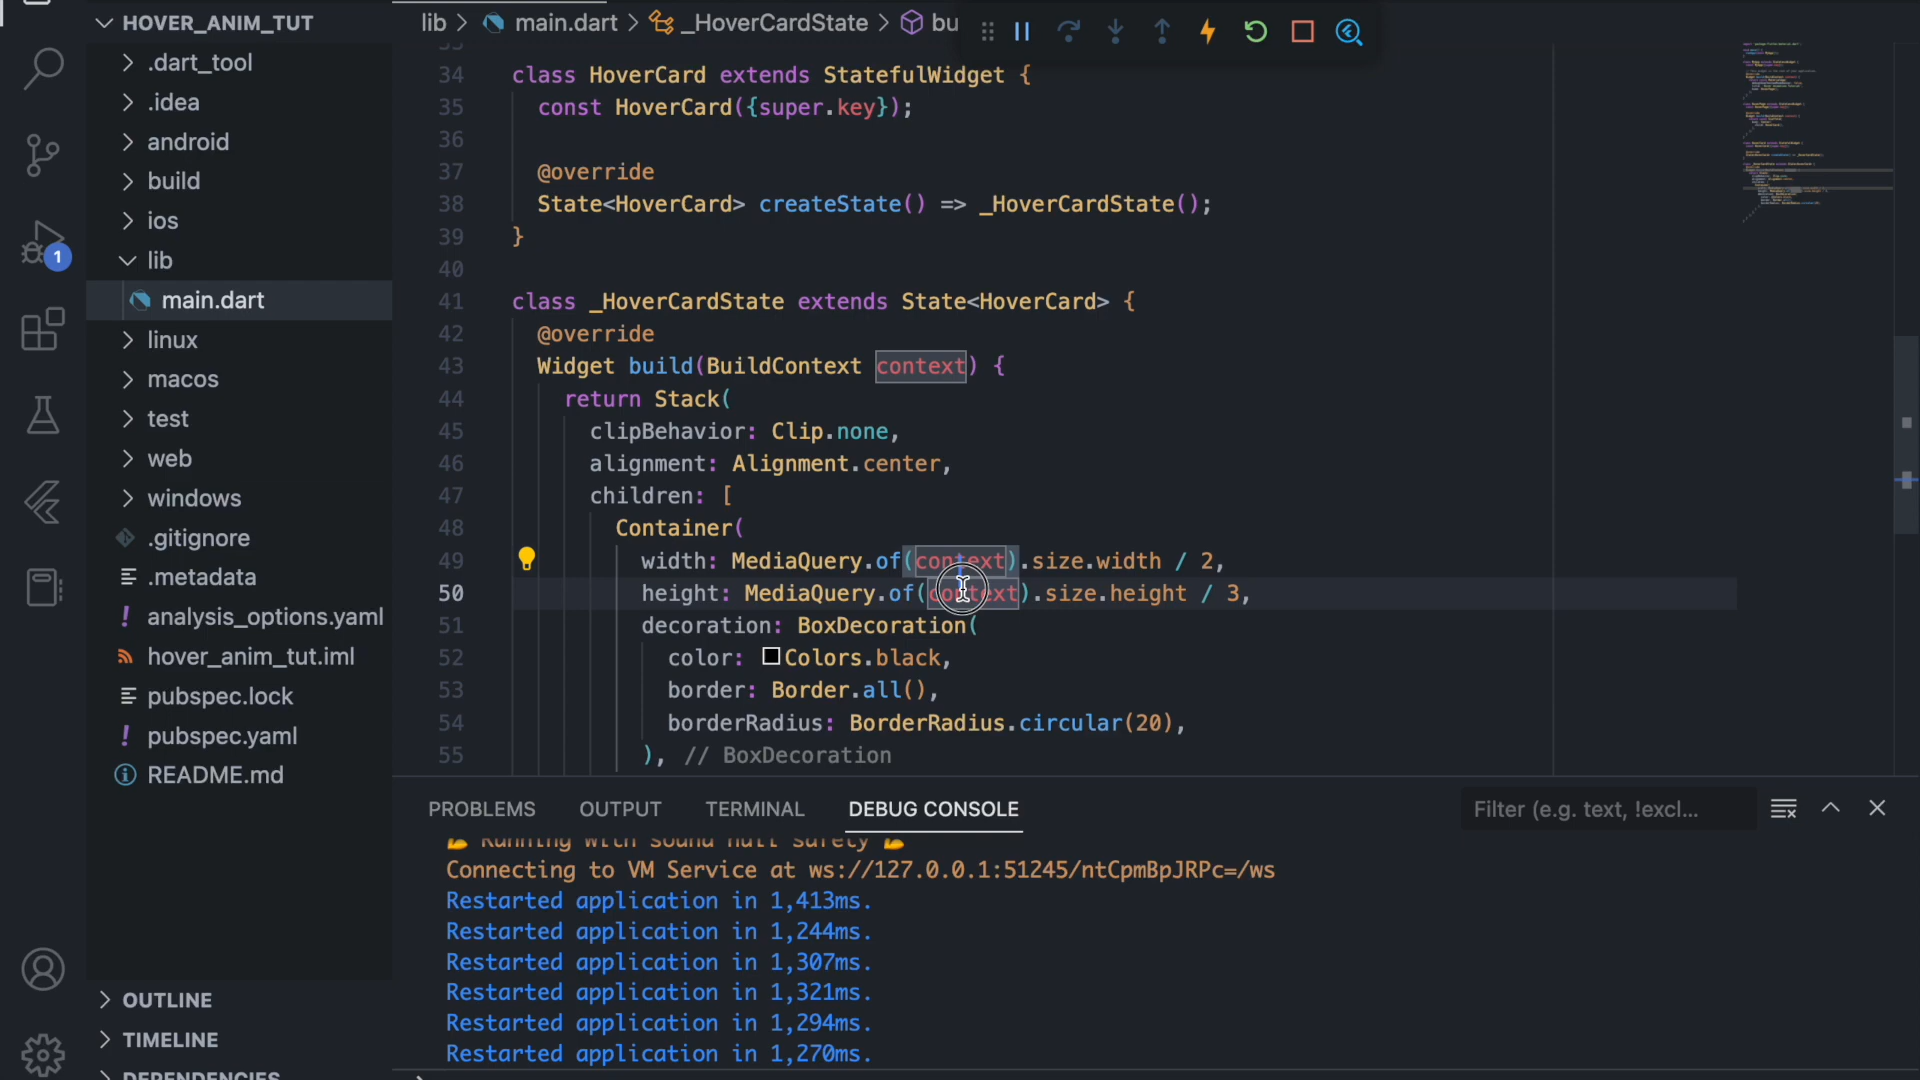 HOVER_ANIM_TUT
.dart_tool
.idea
android
build
ios
lib
main.dart
linux
macos
test
web
windows
.gitignore
.metadata
! analysis_options.yaml
hover_anim_tut.iml
pubspec.lock
! pubspec.yaml
README.md
OUTLINE
TIMELINE
DEPENDENCIES
1
lib > main.dart > _HoverCardState > bu
34 class HoverCard extends StatefulWidget {
35 const HoverCard({super.key});
36
37 @override
38 State<HoverCard> createState() => _HoverCardState();
39 }
40
41 class _HoverCardState extends State<HoverCard> {
42 @override
43 Widget build(BuildContext context) {
44 return Stack(
45 clipBehavior: Clip.none,
46 alignment: Alignment.center,
47 children: [
48 Container(
49 width: MediaQuery.of(context).size.width / 2,
50 height: MediaQuery.of(context).size.height / 3,
51 decoration: BoxDecoration(
52 color: Colors.black,
53 border: Border.all(),
54 borderRadius: BorderRadius.circular(20),
55 ), // BoxDecoration
PROBLEMS OUTPUT TERMINAL DEBUG CONSOLE Filter (e.g. text, !excl...
Running with sound null safety
Connecting to VM Service at ws://127.0.0.1:51245/ntCpmBpJRPc=/ws
Restarted application in 1,413ms.
Restarted application in 1,244ms.
Restarted application in 1,307ms.
Restarted application in 1,321ms.
Restarted application in 1,294ms.
Restarted application in 1,270ms.